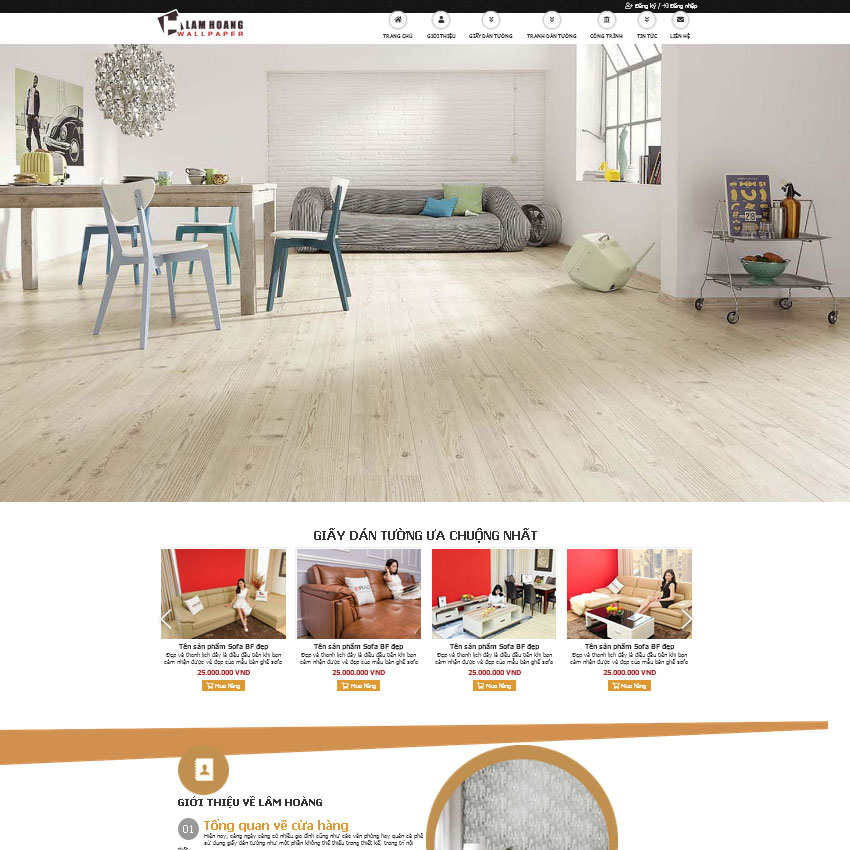 Đăng ký / Đăng nhập
LAM HOANG
WALLPAPER
TRANG CHỦ
GIỚI THIỆU
GIẤY DÁN TƯỜNG
TRANH DÁN TƯỜNG
CÔNG TRÌNH
TIN TỨC
LIÊN HỆ
GIẤY DÁN TƯỜNG ƯA CHUỘNG NHẤT
Tên sản phẩm Sofa BF đẹp
Đẹp và thanh lịch đấy là điều đầu tiên khi bạn
cảm nhận được vẻ đẹp của mẫu bàn ghế sofa
25.000.000 VND
Mua hàng
Tên sản phẩm Sofa BF đẹp
Đẹp và thanh lịch đấy là điều đầu tiên khi bạn
cảm nhận được vẻ đẹp của mẫu bàn ghế sofa
25.000.000 VND
Mua hàng
Tên sản phẩm Sofa BF đẹp
Đẹp và thanh lịch đấy là điều đầu tiên khi bạn
cảm nhận được vẻ đẹp của mẫu bàn ghế sofa
25.000.000 VND
Mua hàng
Tên sản phẩm Sofa BF đẹp
Đẹp và thanh lịch đấy là điều đầu tiên khi bạn
cảm nhận được vẻ đẹp của mẫu bàn ghế sofa
25.000.000 VND
Mua hàng
GIỚI THIỆU VỀ LÂM HOÀNG
01
Tổng quan về cửa hàng
Hiện nay, càng ngày càng có nhiều gia đình cũng như các văn phòng hay quán cà phê
sử dụng giấy dán tường như một phần không thể thiếu trong thiết kế, trang trí nội